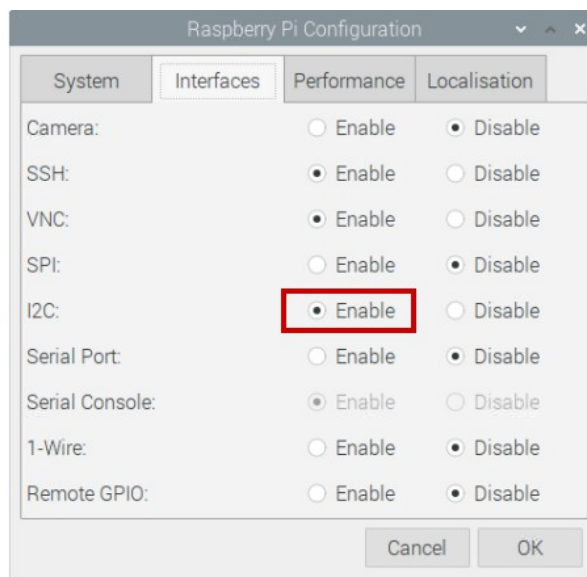 Raspberry Pi Configuration
System Interfaces Performance Localisation
Camera: Enable Disable
SSH: Enable Disable
VNC: Enable Disable
SPI: Enable Disable
I2C: Enable Disable
Serial Port: Enable Disable
Serial Console: Enable Disable
1-Wire: Enable Disable
Remote GPIO: Enable Disable
Cancel OK